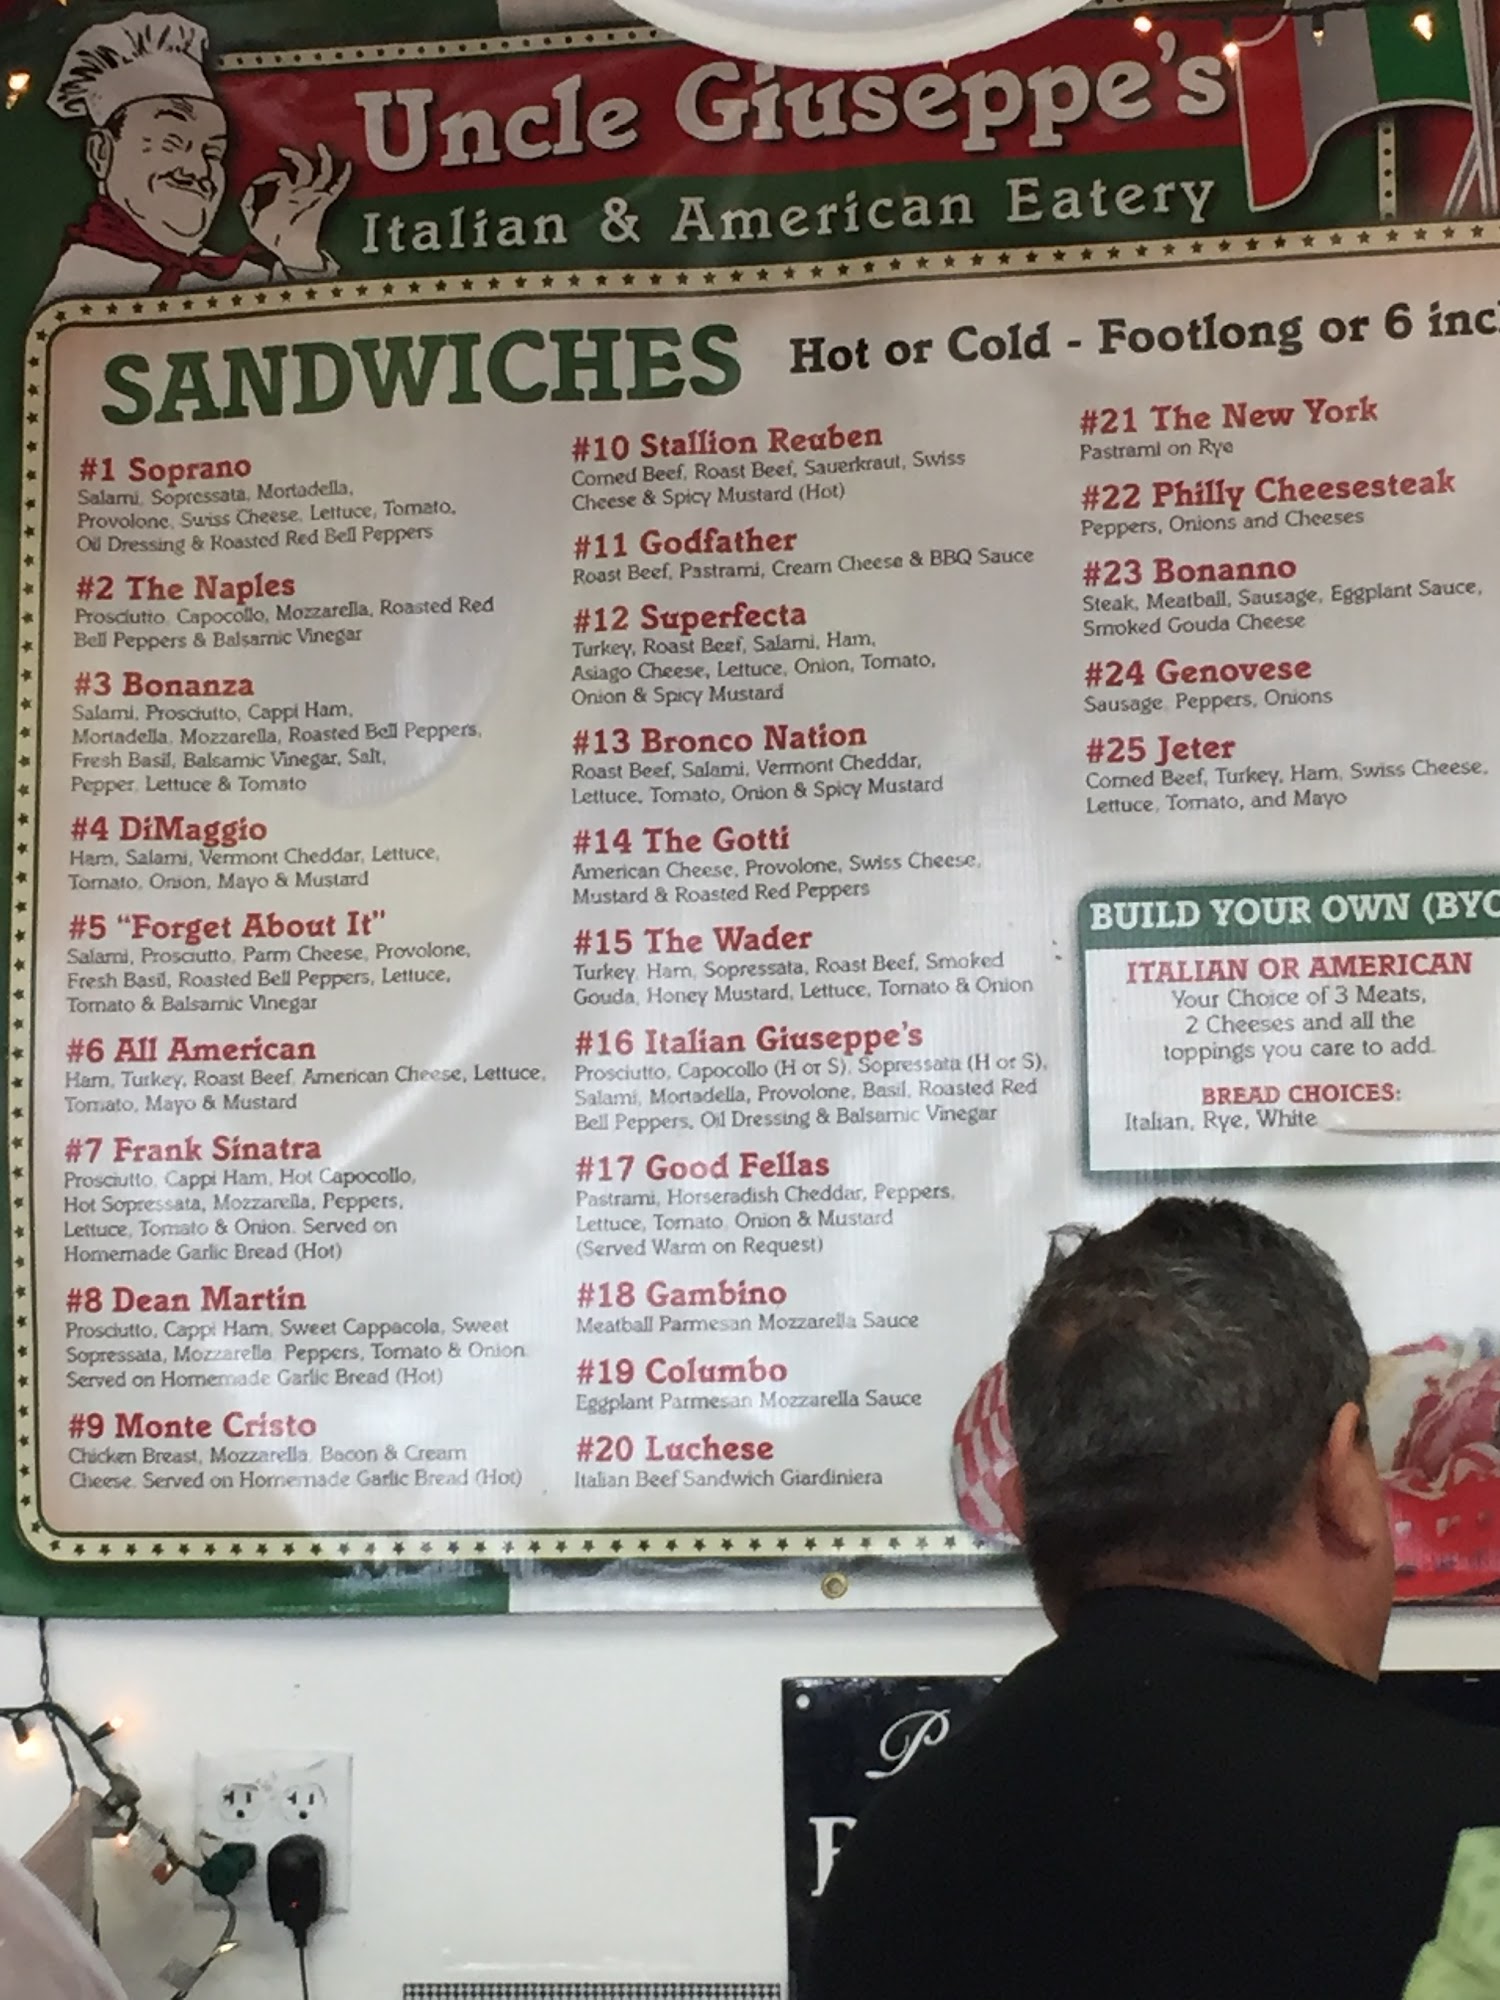 Uncle Giuseppe's
Italian & American Eatery
SANDWICHES
Hot or Cold - Footlong or 6 inc
#1 Soprano
Salami, Sopressata, Mortadella,
Provolone, Swiss Cheese, Lettuce, Tomato,
Oil Dressing & Roasted Red Bell Peppers
#2 The Naples
Prosciutto, Capocollo, Mozzarella, Roasted Red
Bell Peppers & Balsamic Vinegar
#3 Bonanza
Salami, Prosciutto, Cappi Ham,
Mortadella, Mozzarella, Roasted Bell Peppers,
Fresh Basil, Balsamic Vinegar, Salt,
Pepper, Lettuce & Tomato
#4 DiMaggio
Ham, Salami, Vermont Cheddar, Lettuce,
Tomato, Onion, Mayo & Mustard
#5 "Forget About It"
Salami, Prosciutto, Parm Cheese, Provolone,
Fresh Basil, Roasted Bell Peppers, Lettuce,
Tomato & Balsamic Vinegar
#6 All American
Ham, Turkey, Roast Beef, American Cheese, Lettuce,
Tomato, Mayo & Mustard
#7 Frank Sinatra
Prosciutto, Cappi Ham, Hot Capocollo,
Hot Sopressata, Mozzarella, Peppers,
Lettuce, Tomato & Onion. Served on
Homemade Garlic Bread (Hot)
#8 Dean Martin
Prosciutto, Cappi Ham, Sweet Cappacola, Sweet
Sopressata, Mozzarella, Peppers, Tomato & Onion.
Served on Homemade Garlic Bread (Hot)
#9 Monte Cristo
Chicken Breast, Mozzarella, Bacon & Cream
Cheese. Served on Homemade Garlic Bread (Hot)
#10 Stallion Reuben
Corned Beef, Roast Beef, Sauerkraut, Swiss
Cheese & Spicy Mustard (Hot)
#11 Godfather
Roast Beef, Pastrami, Cream Cheese & BBQ Sauce
#12 Superfecta
Turkey, Roast Beef, Salami, Ham,
Asiago Cheese, Lettuce, Onion, Tomato,
Onion & Spicy Mustard
#13 Bronco Nation
Roast Beef, Salami, Vermont Cheddar,
Lettuce, Tomato, Onion & Spicy Mustard
#14 The Gotti
American Cheese, Provolone, Swiss Cheese,
Mustard & Roasted Red Peppers
#15 The Wader
Turkey, Ham, Sopressata, Roast Beef, Smoked
Gouda, Honey Mustard, Lettuce, Tomato & Onion
#16 Italian Giuseppe's
Prosciutto, Capocollo (H or S), Sopressata (H or S),
Salami, Mortadella, Provolone, Basil, Roasted Red
Bell Peppers, Oil Dressing & Balsamic Vinegar
#17 Good Fellas
Pastrami, Horseradish Cheddar, Peppers,
Lettuce, Tomato, Onion & Mustard
(Served Warm on Request)
#18 Gambino
Meatball Parmesan Mozzarella Sauce
#19 Columbo
Eggplant Parmesan Mozzarella Sauce
#20 Luchese
Italian Beef Sandwich Giardiniera
#21 The New York
Pastrami on Rye
#22 Philly Cheesesteak
Peppers, Onions and Cheeses
#23 Bonanno
Steak, Meatball, Sausage, Eggplant Sauce,
Smoked Gouda Cheese
#24 Genovese
Sausage, Peppers, Onions
#25 Jeter
Corned Beef, Turkey, Ham, Swiss Cheese,
Lettuce, Tomato, and Mayo
BUILD YOUR OWN (BYO
ITALIAN OR AMERICAN
Your Choice of 3 Meats,
2 Cheeses and all the
toppings you care to add.
BREAD CHOICES:
Italian, Rye, White
P